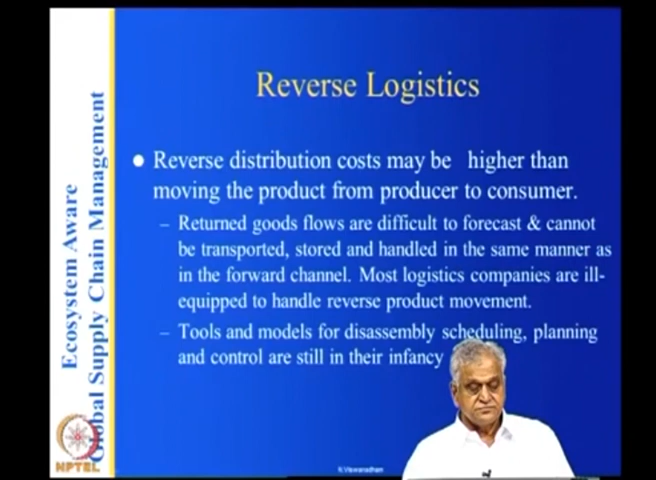 Reverse Logistics
Reverse distribution costs may be higher than
moving the product from producer to consumer.
– Returned goods flows are difficult to forecast & cannot
be transported, stored and handled in the same manner as
in the forward channel. Most logistics companies are ill-
equipped to handle reverse product movement.
– Tools and models for disassembly scheduling, planning
and control are still in their infancy
Ecosystem Aware
Global Supply Chain Management
NPTEL
N.Viswanadham